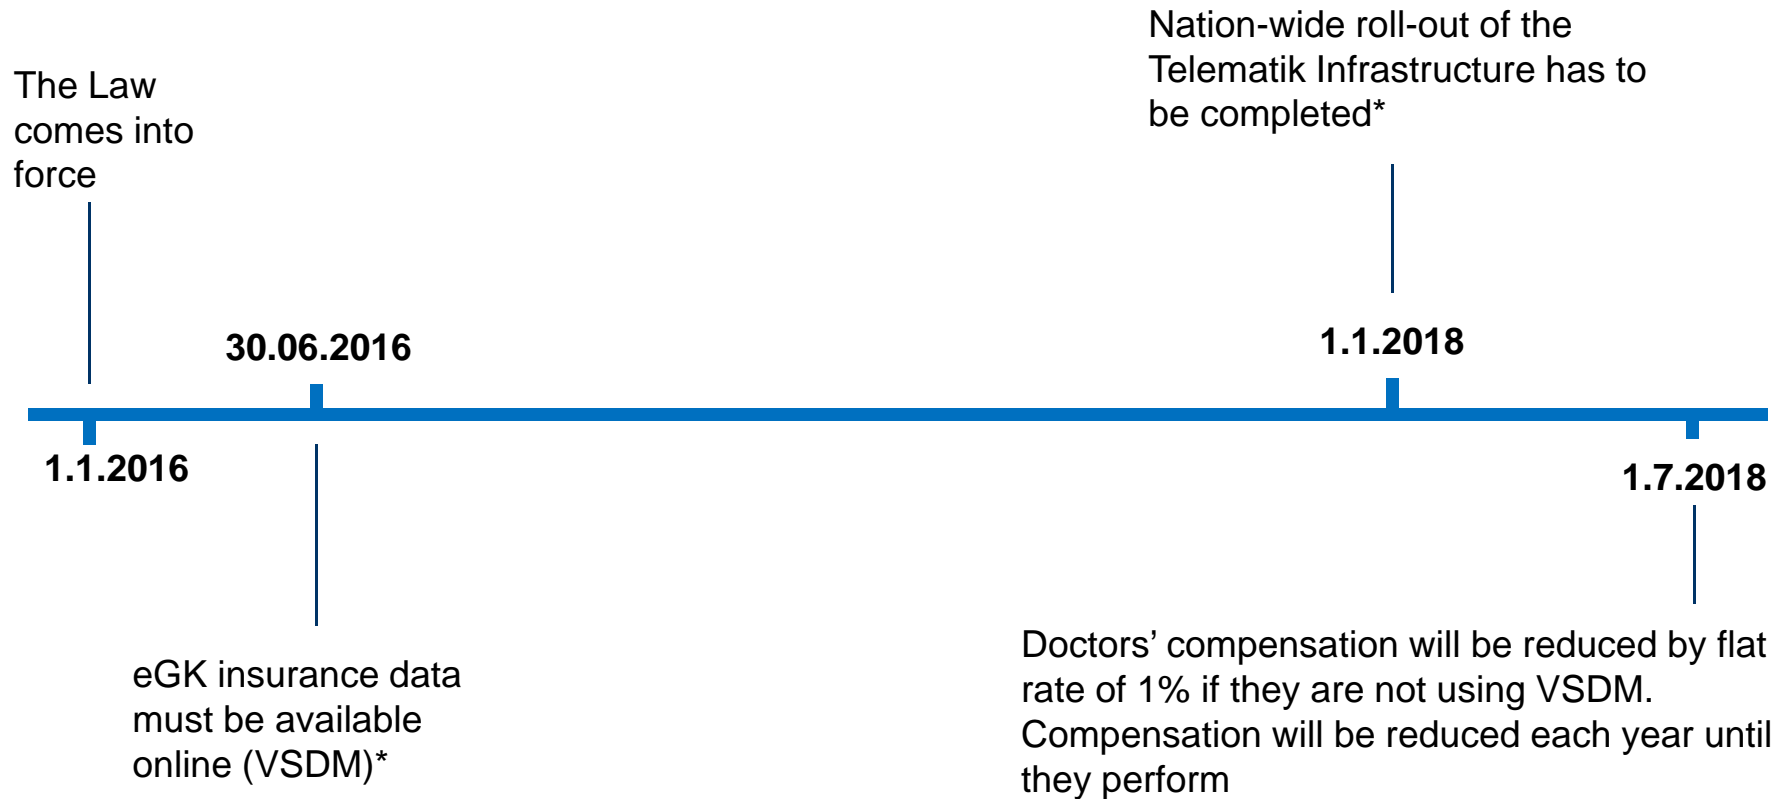 The Law
comes into
force
Nation-wide roll-out of the
Telematik Infrastructure has to
be completed*
30.06.2016
1.1.2018
1.1.2016
1.7.2018
eGK insurance data
must be available
online (VSDM)*
Doctors’ compensation will be reduced by flat
rate of 1% if they are not using VSDM.
Compensation will be reduced each year until
they perform